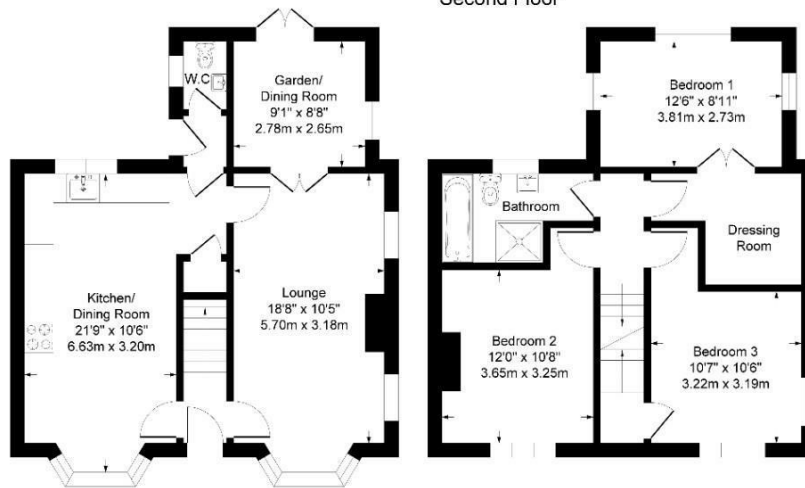 Second Floor
W.C
Garden/
Dining Room
9'1" x 8'8"
2.78m x 2.65m
Kitchen/
Dining Room
21'9" x 10'6"
6.63m x 3.20m
Lounge
18'8" x 10'5"
5.70m x 3.18m
Bedroom 1
12'6" x 8'11"
3.81m x 2.73m
Bathroom
Dressing
Room
Bedroom 2
12'0" x 10'8"
3.65m x 3.25m
Bedroom 3
10'7" x 10'6"
3.22m x 3.19m